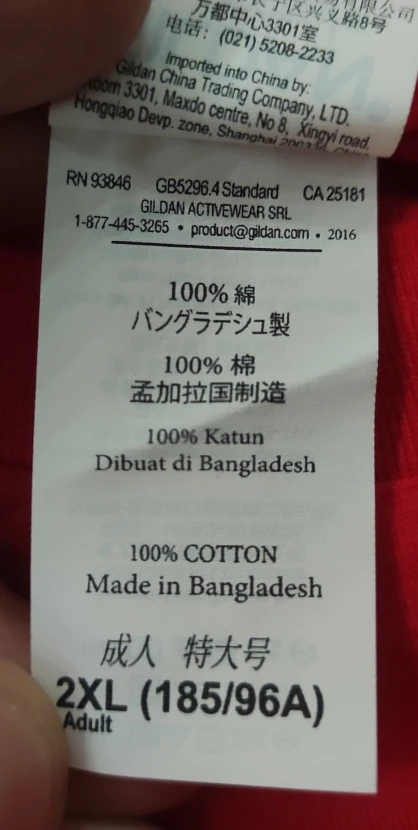 万都中心3301室
电话: (021) 5208-2233
Imported into China by:
Gildan China Trading Company, LTD.
Room 3301, Maxdo centre, No 8, Xingyi road,
Hongqiao Devp. zone, Shanghai
RN 93846 GB5296.4 Standard CA 25181
GILDAN ACTIVEWEAR SRL
1-877-445-3265 • product@gildan.com • 2016
100% 綿
バングラデシュ製
100% 棉
孟加拉国制造
100% Katun
Dibuat di Bangladesh
100% COTTON
Made in Bangladesh
成人 特大号
2XL (185/96A)
Adult